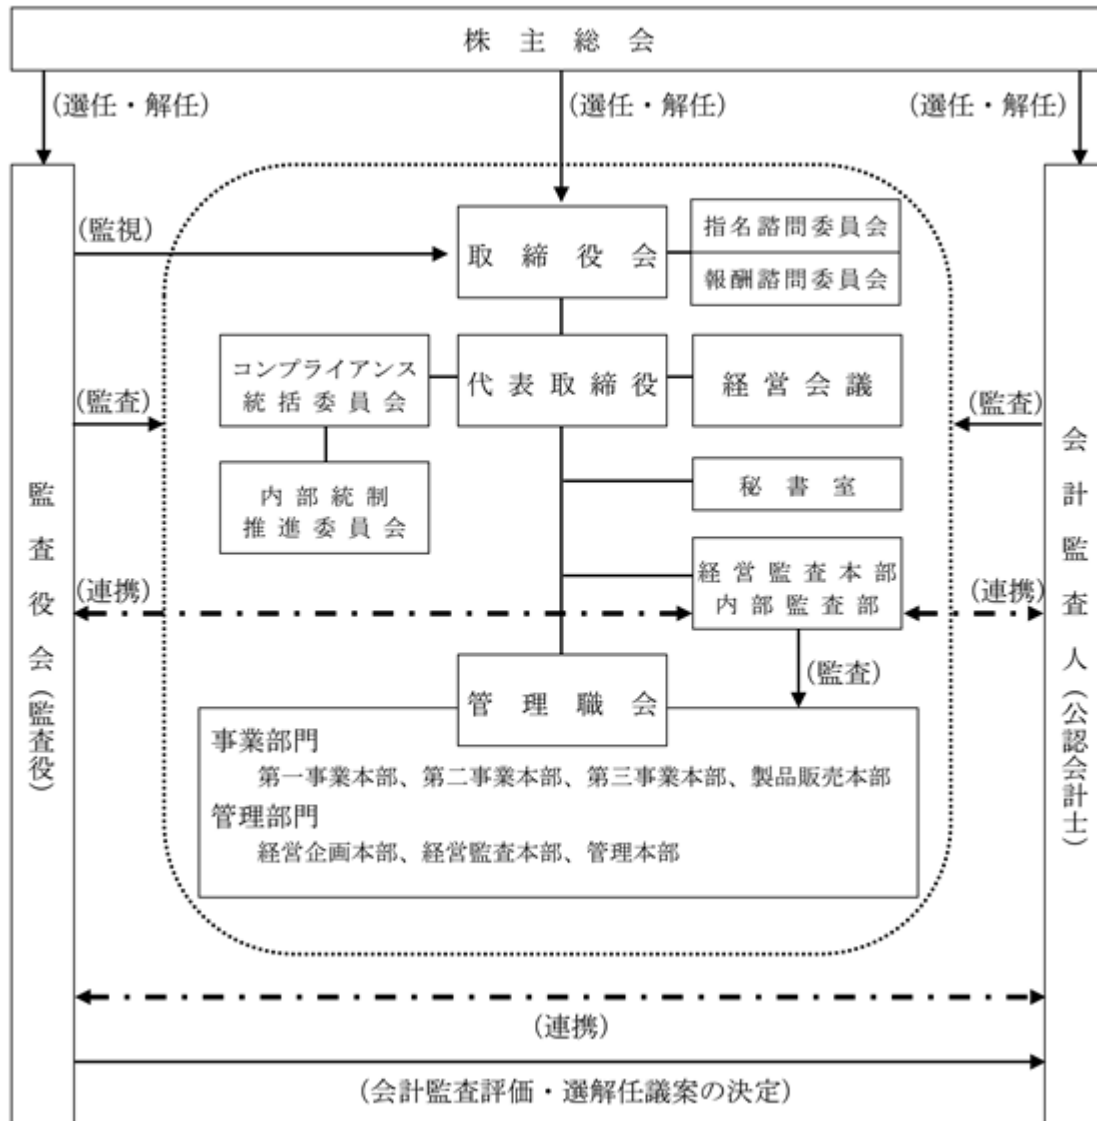 株主総会
(選任・解任)
(選任・解任)
(選任・解任)
(監視)
取締役会
指名諮問委員会
報酬諮問委員会
コンプライアンス
統括委員会
代表取締役
経営会議
(監査)
(監査)
内部統制
推進委員会
秘書室
経営監査本部
内部監査部
(連携)
(連携)
(監査)
管理職会
監査役会(監査役)
会計監査人(公認会計士)
事業部門
第一事業本部、第二事業本部、第三事業本部、製品販売本部
管理部門
経営企画本部、経営監査本部、管理本部
(連携)
(会計監査評価・選解任議案の決定)